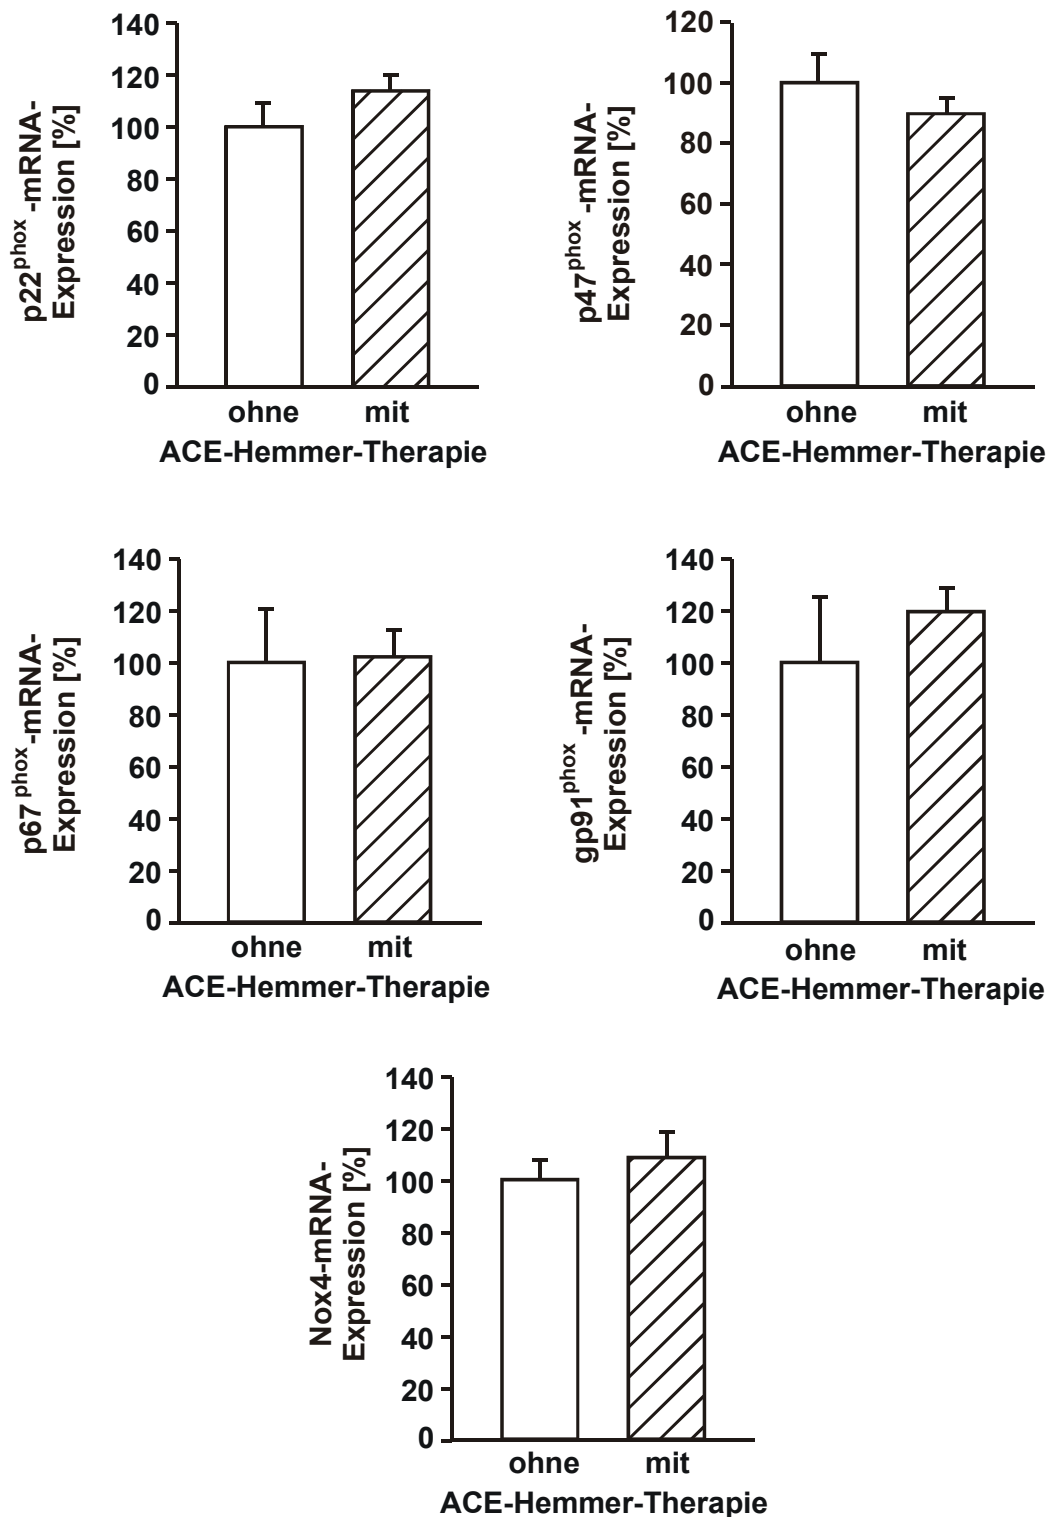 p22phox-mRNA-
Expression [%]
140
120
100
80
60
40
20
0
ohne mit
ACE-Hemmer-Therapie
p47phox-mRNA-
Expression [%]
120
100
80
60
40
20
0
ohne mit
ACE-Hemmer-Therapie
p67phox-mRNA-
Expression [%]
140
120
100
80
60
40
20
0
ohne mit
ACE-Hemmer-Therapie
gp91phox-mRNA-
Expression [%]
140
120
100
80
60
40
20
0
ohne mit
ACE-Hemmer-Therapie
Nox4-mRNA-
Expression [%]
140
120
100
80
60
40
20
0
ohne mit
ACE-Hemmer-Therapie